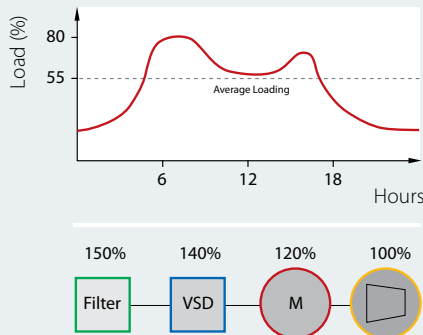 Load (%)
80
55
Average Loading
6 12 18
Hours
150% 140% 120% 100%
Filter VSD M